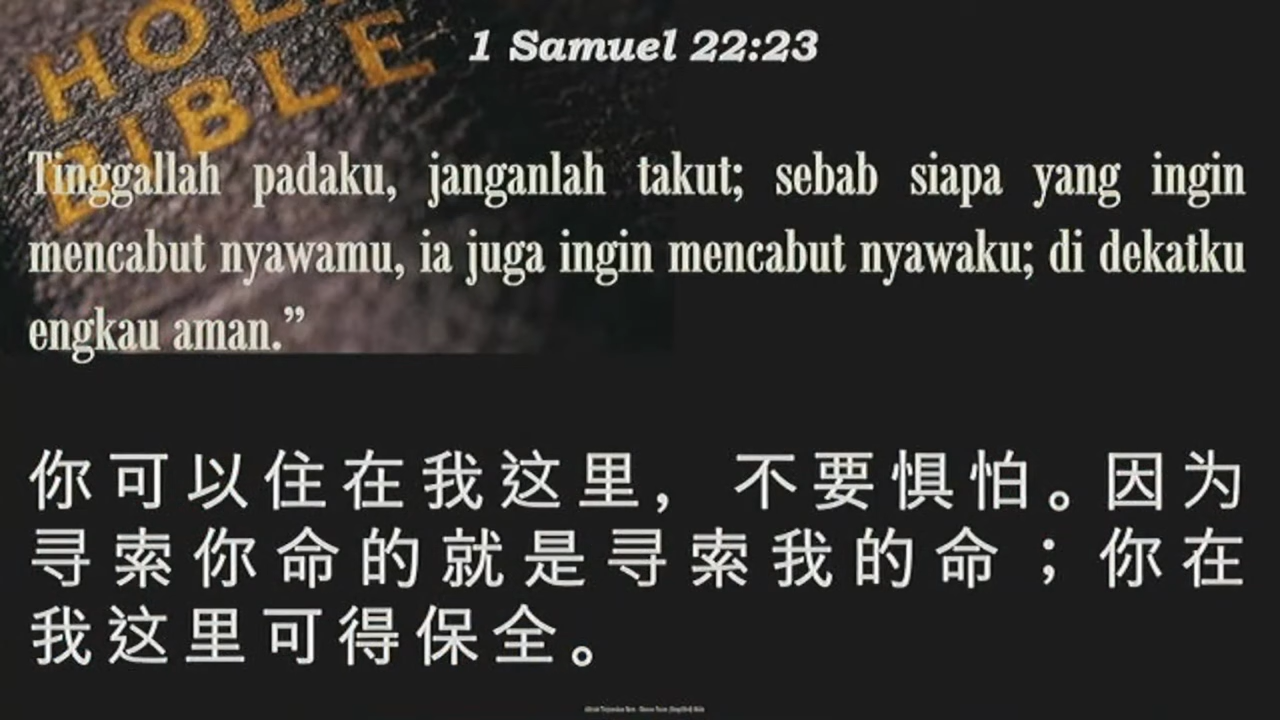 HOLY
BIBLE
1 Samuel 22:23
Tinggallah padaku, janganlah takut; sebab siapa yang ingin
mencabut nyawamu, ia juga ingin mencabut nyawaku; di dekatku
engkau aman.”
你可以住在我这里，不要惧怕。因为
寻索你命的就是寻索我的命；你在
我这里可得保全。